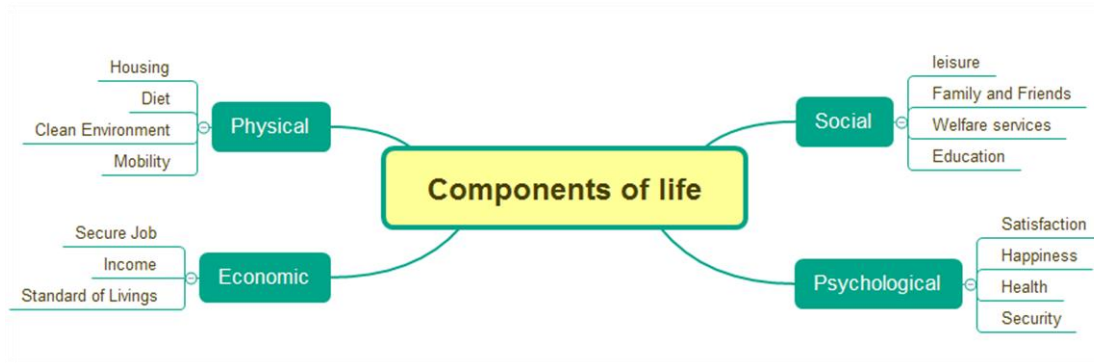 Components of life
Physical
Housing
Diet
Clean Environment
Mobility
Economic
Secure Job
Income
Standard of Livings
Social
leisure
Family and Friends
Welfare services
Education
Psychological
Satisfaction
Happiness
Health
Security